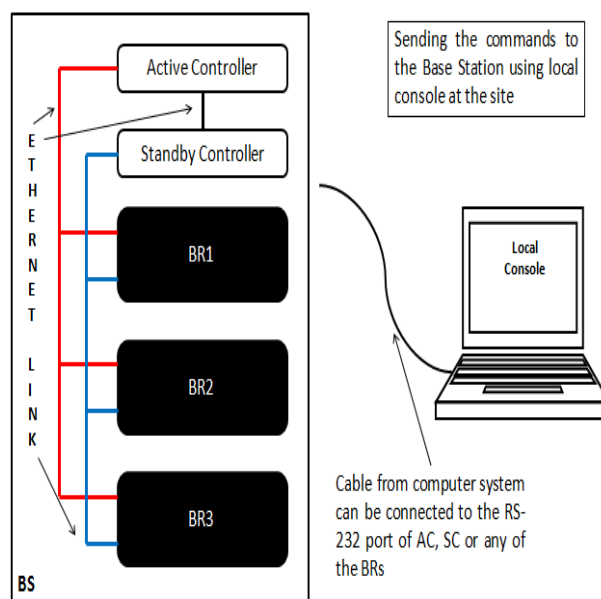 Active Controller
Standby Controller
E
T
H
E
R
N
E
T
L
I
N
K
BR1
BR2
BR3
BS
Sending the commands to
the Base Station using local
console at the site
Local
Console
Cable from computer system
can be connected to the RS-
232 port of AC, SC or any of
the BRs